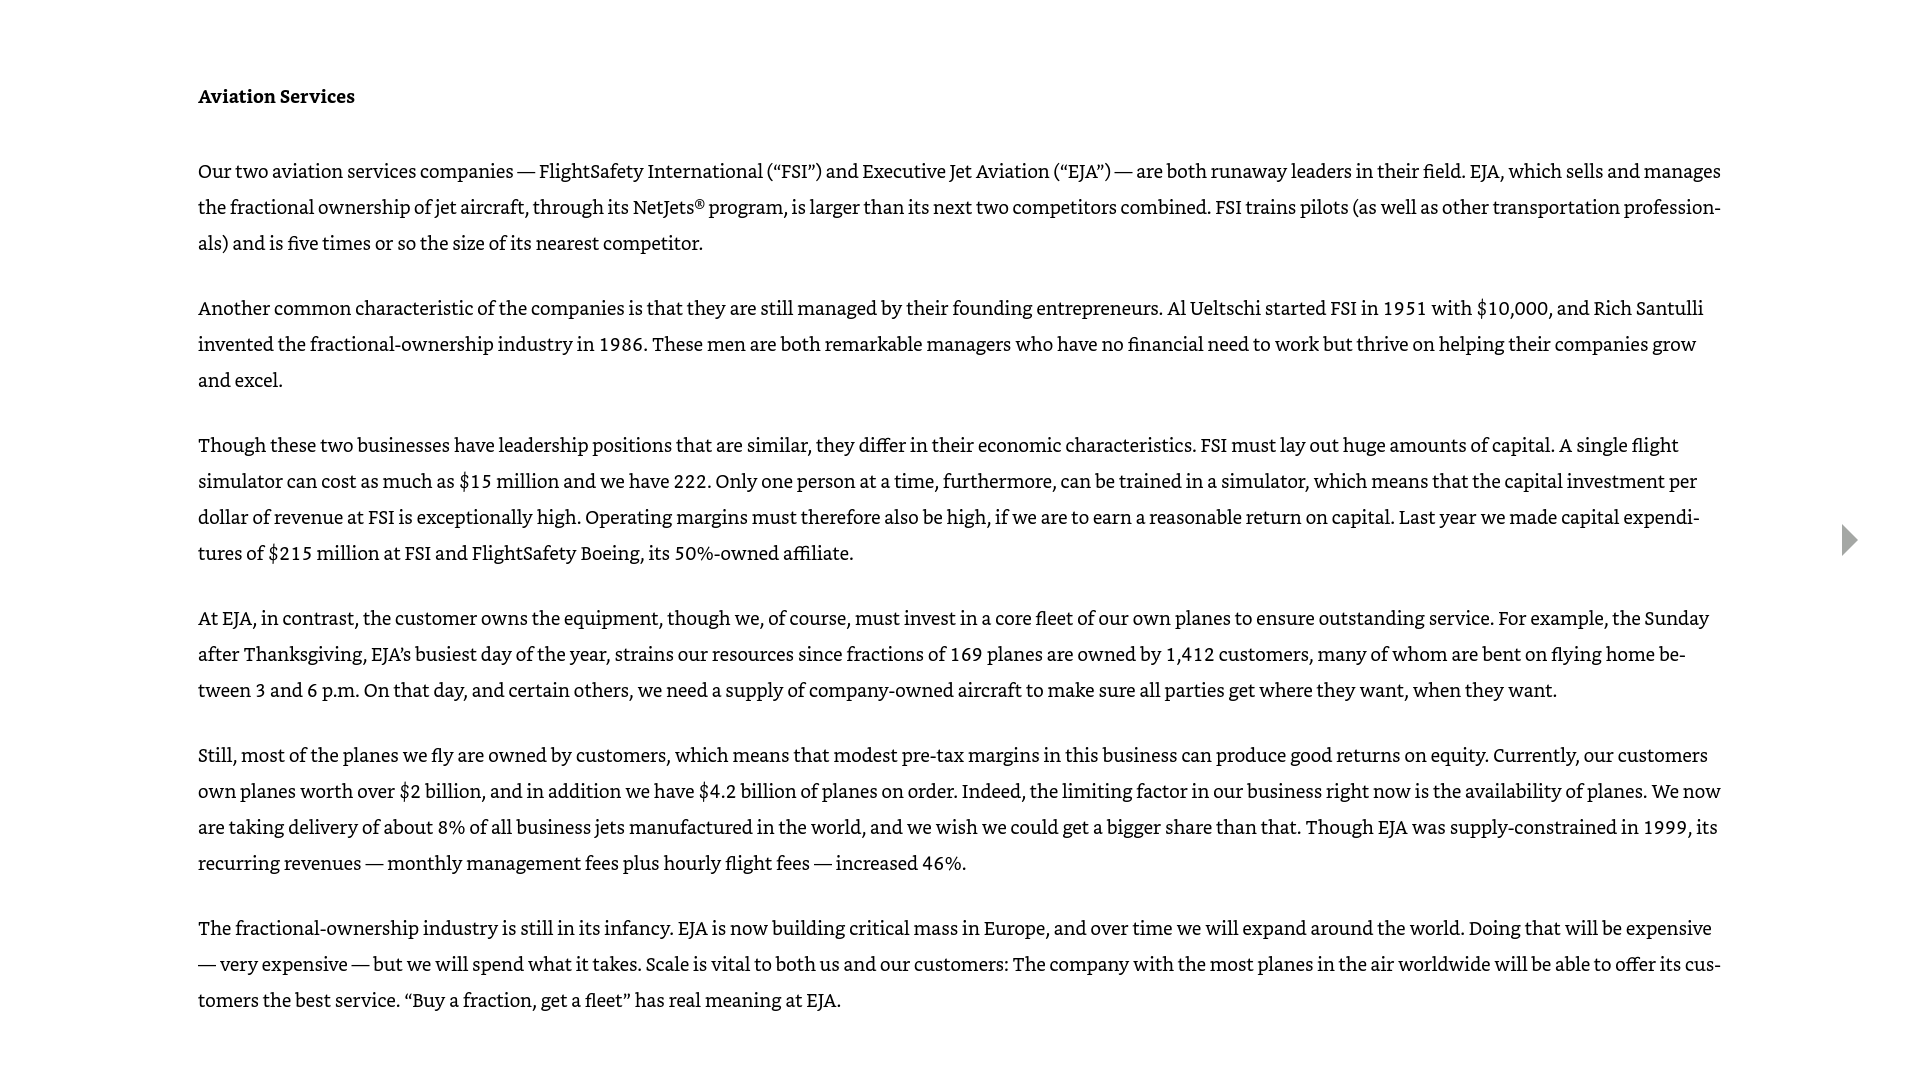 Aviation Services
Our two aviation services companies — FlightSafety International (“FSI”) and Executive Jet Aviation (“EJA”) — are both runaway leaders in their field. EJA, which sells and manages
the fractional ownership of jet aircraft, through its NetJets® program, is larger than its next two competitors combined. FSI trains pilots (as well as other transportation profession-
als) and is five times or so the size of its nearest competitor.
Another common characteristic of the companies is that they are still managed by their founding entrepreneurs. Al Ueltschi started FSI in 1951 with $10,000, and Rich Santulli
invented the fractional-ownership industry in 1986. These men are both remarkable managers who have no financial need to work but thrive on helping their companies grow
and excel.
Though these two businesses have leadership positions that are similar, they differ in their economic characteristics. FSI must lay out huge amounts of capital. A single flight
simulator can cost as much as $15 million and we have 222. Only one person at a time, furthermore, can be trained in a simulator, which means that the capital investment per
dollar of revenue at FSI is exceptionally high. Operating margins must therefore also be high, if we are to earn a reasonable return on capital. Last year we made capital expendi-
tures of $215 million at FSI and FlightSafety Boeing, its 50%-owned affiliate.
At EJA, in contrast, the customer owns the equipment, though we, of course, must invest in a core fleet of our own planes to ensure outstanding service. For example, the Sunday
after Thanksgiving, EJA’s busiest day of the year, strains our resources since fractions of 169 planes are owned by 1,412 customers, many of whom are bent on flying home be-
tween 3 and 6 p.m. On that day, and certain others, we need a supply of company-owned aircraft to make sure all parties get where they want, when they want.
Still, most of the planes we fly are owned by customers, which means that modest pre-tax margins in this business can produce good returns on equity. Currently, our customers
own planes worth over $2 billion, and in addition we have $4.2 billion of planes on order. Indeed, the limiting factor in our business right now is the availability of planes. We now
are taking delivery of about 8% of all business jets manufactured in the world, and we wish we could get a bigger share than that. Though EJA was supply-constrained in 1999, its
recurring revenues — monthly management fees plus hourly flight fees — increased 46%.
The fractional-ownership industry is still in its infancy. EJA is now building critical mass in Europe, and over time we will expand around the world. Doing that will be expensive
— very expensive — but we will spend what it takes. Scale is vital to both us and our customers: The company with the most planes in the air worldwide will be able to offer its cus-
tomers the best service. “Buy a fraction, get a fleet” has real meaning at EJA.